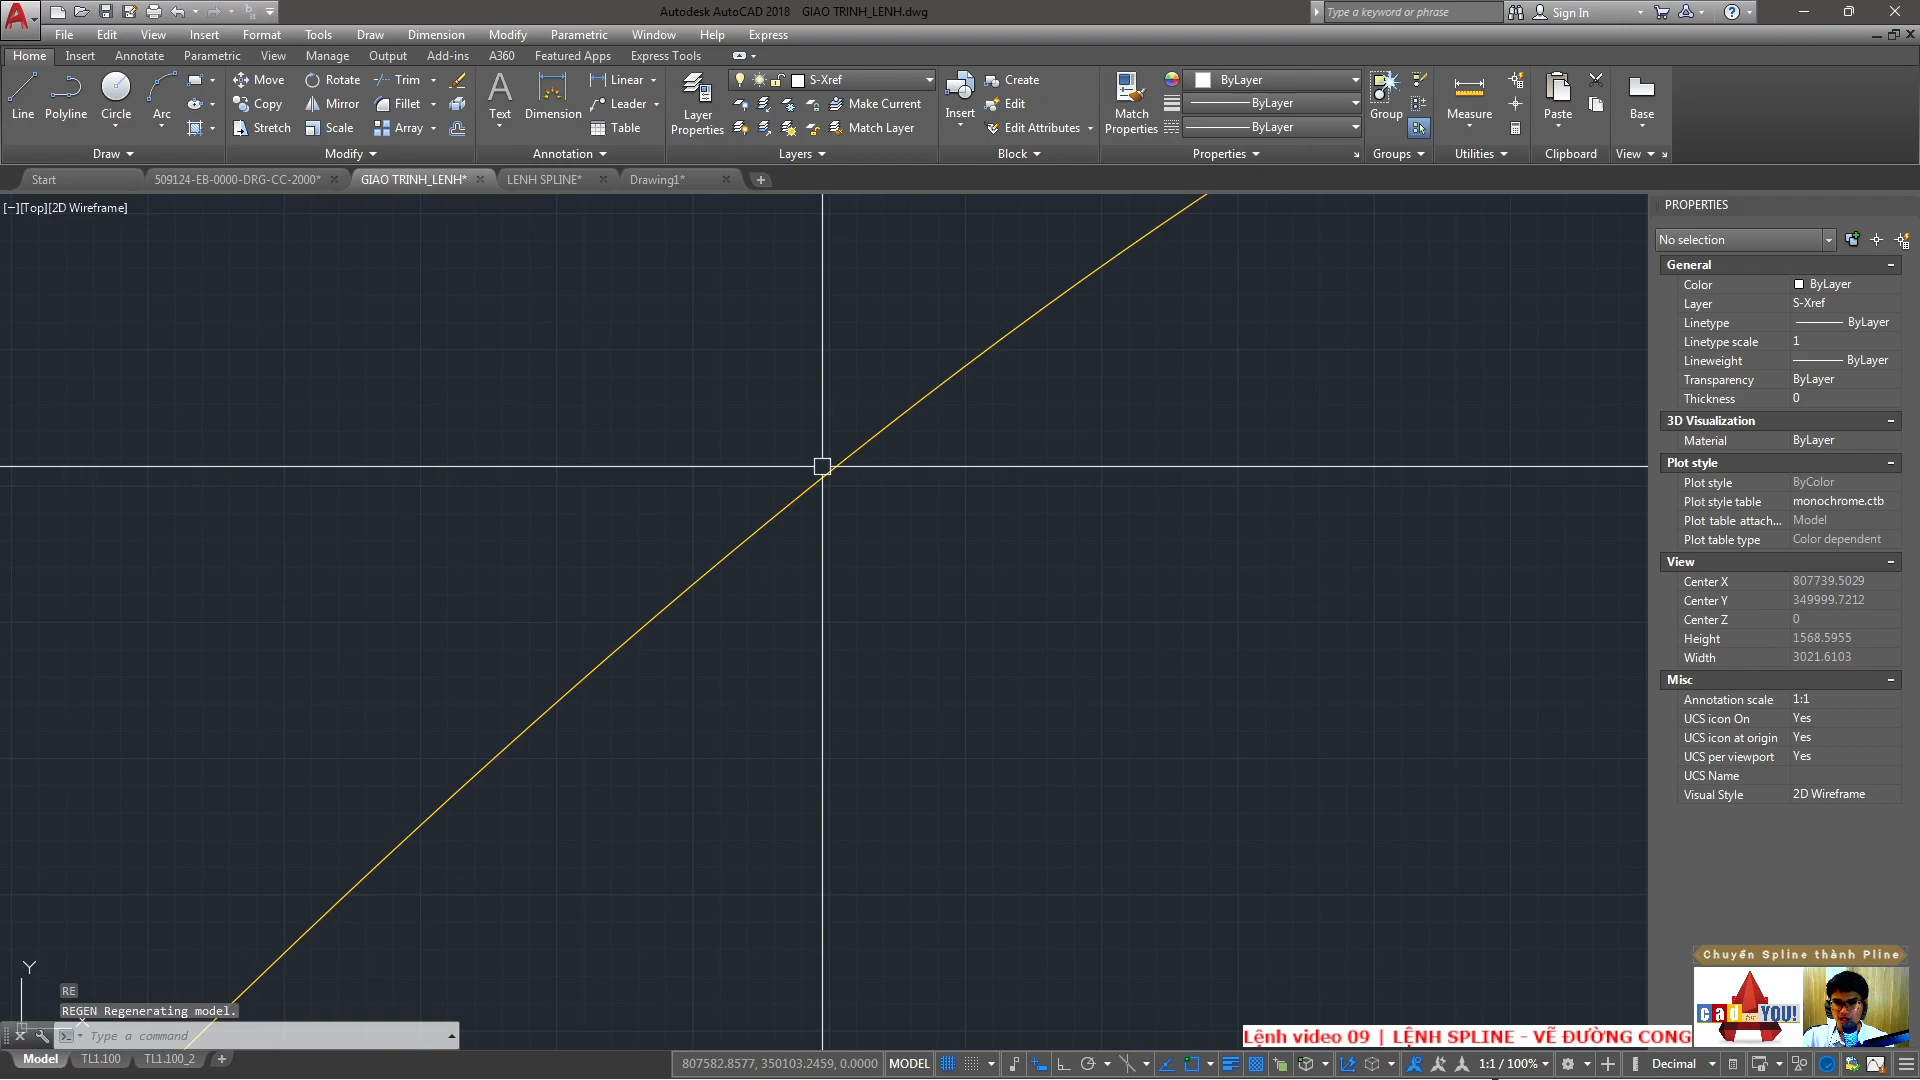 Autodesk AutoCAD 2018 GIAO TRINH_LENH.dwg
Type a keyword or phrase
Sign In
File Edit View Insert Format Tools Draw Dimension Modify Parametric Window Help Express
Home Insert Annotate Parametric View Manage Output Add-ins A360 Featured Apps Express Tools
Line Polyline Circle Arc
Move Rotate Trim
Copy Mirror Fillet
Stretch Scale Array
Text Dimension
Linear
Leader
Table
Layer Properties
S-Xref
Make Current
Match Layer
Insert
Create
Edit
Edit Attributes
Match Properties
ByLayer
ByLayer
ByLayer
Group
Measure
Paste
Base
Draw Modify Annotation Layers Block Properties Groups Utilities Clipboard View
Start 509124-EB-0000-DRG-CC-2000* GIAO TRINH_LENH* LENH SPLINE* Drawing1*
[−][Top][2D Wireframe]
PROPERTIES
No selection
General
Color ByLayer
Layer S-Xref
Linetype ByLayer
Linetype scale 1
Lineweight ByLayer
Transparency ByLayer
Thickness 0
3D Visualization
Material ByLayer
Plot style
Plot style ByColor
Plot style table monochrome.ctb
Plot table attach... Model
Plot table type Color dependent
View
Center X 807739.5029
Center Y 349999.7212
Center Z 0
Height 1568.5955
Width 3021.6103
Misc
Annotation scale 1:1
UCS icon On Yes
UCS icon at origin Yes
UCS per viewport Yes
UCS Name
Visual Style 2D Wireframe
Y
RE
REGEN Regenerating model.
Type a command
Chuyển Spline thành Pline
cad for YOU!
Lệnh video 09 | LỆNH SPLINE - VẼ ĐƯỜNG CONG
Model TL1.100 TL1.100_2
807582.8577, 350103.2459, 0.0000 MODEL 1:1 / 100% Decimal